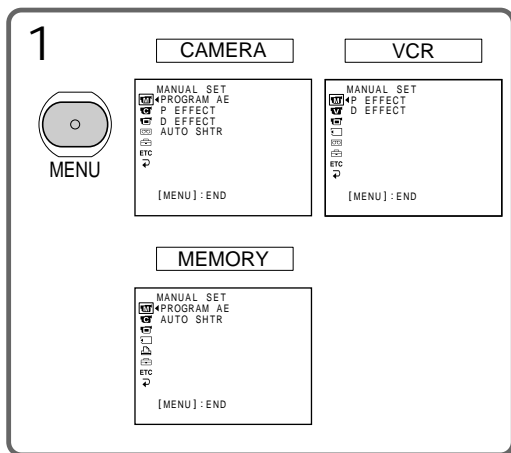 1
CAMERA
VCR
MENU
MANUAL SET
PROGRAM AE
P EFFECT
D EFFECT
AUTO SHTR
ETC
[MENU] : END
MANUAL SET
P EFFECT
D EFFECT
ETC
[MENU] : END
MEMORY
MANUAL SET
PROGRAM AE
AUTO SHTR
ETC
[MENU] : END